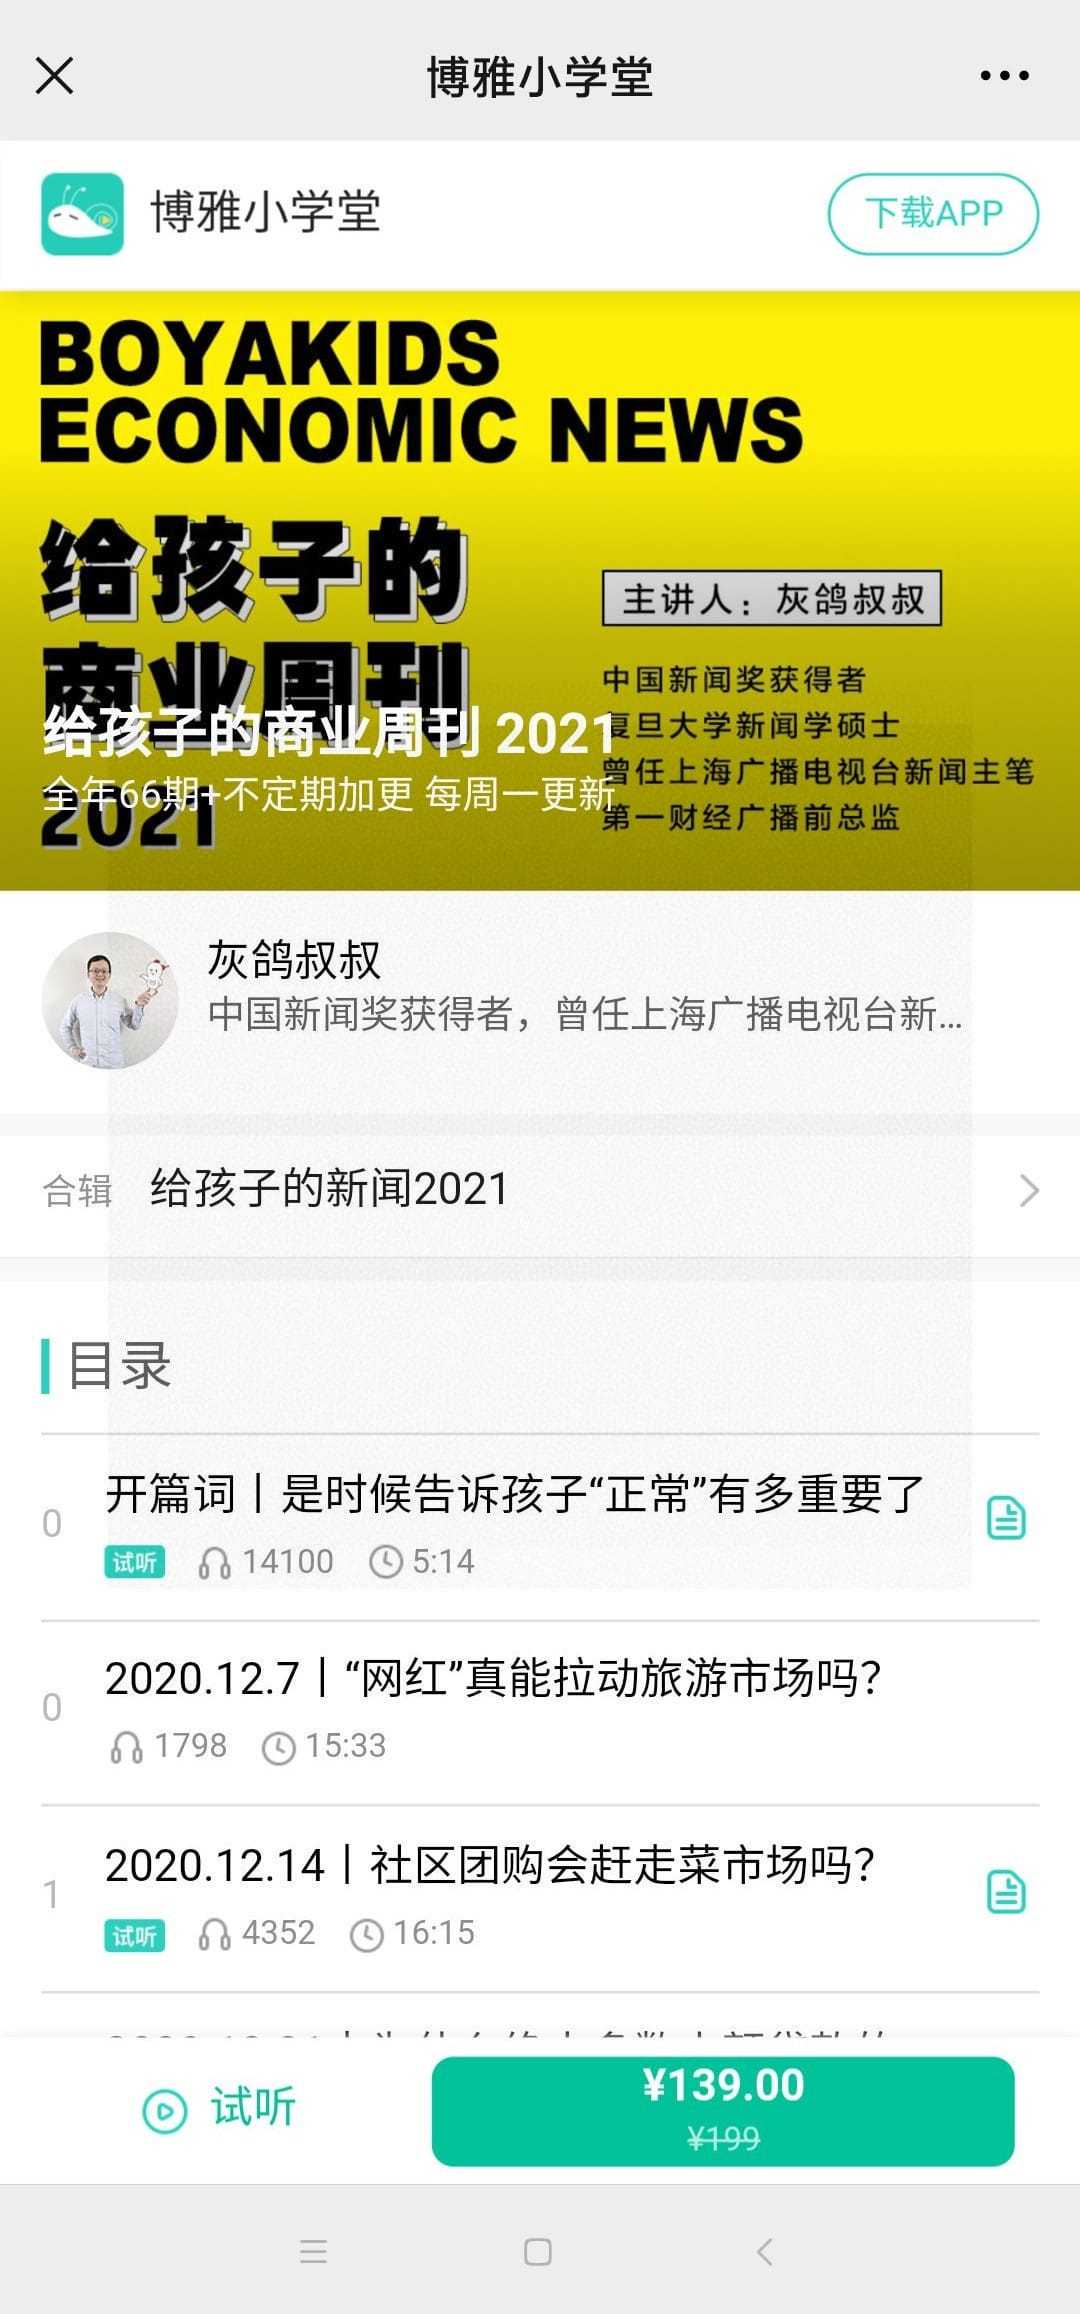 博雅小学堂
博雅小学堂
下载APP
BOYAKIDS
ECONOMIC NEWS
给孩子的
商业周刊
2021
主讲人：灰鸽叔叔
中国新闻奖获得者
复旦大学新闻学硕士
曾任上海广播电视台新闻主笔
第一财经广播前总监
给孩子的商业周刊 2021
全年66期+不定期加更 每周一更新
灰鸽叔叔
中国新闻奖获得者，曾任上海广播电视台新...
合辑 给孩子的新闻2021
目录
0
开篇词丨是时候告诉孩子“正常”有多重要了
试听 14100 5:14
0
2020.12.7丨“网红”真能拉动旅游市场吗？
1798 15:33
1
2020.12.14丨社区团购会赶走菜市场吗？
试听 4352 16:15
试听
¥139.00
¥199